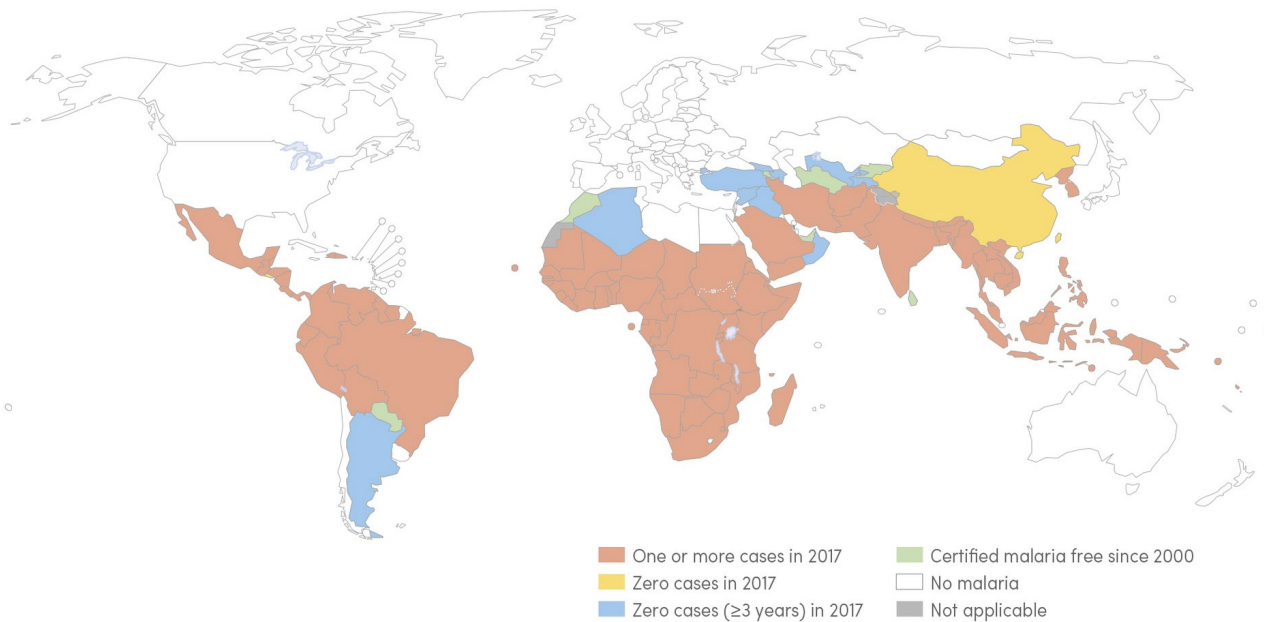 One or more cases in 2017
Zero cases in 2017
Zero cases (≥3 years) in 2017
Certified malaria free since 2000
No malaria
Not applicable